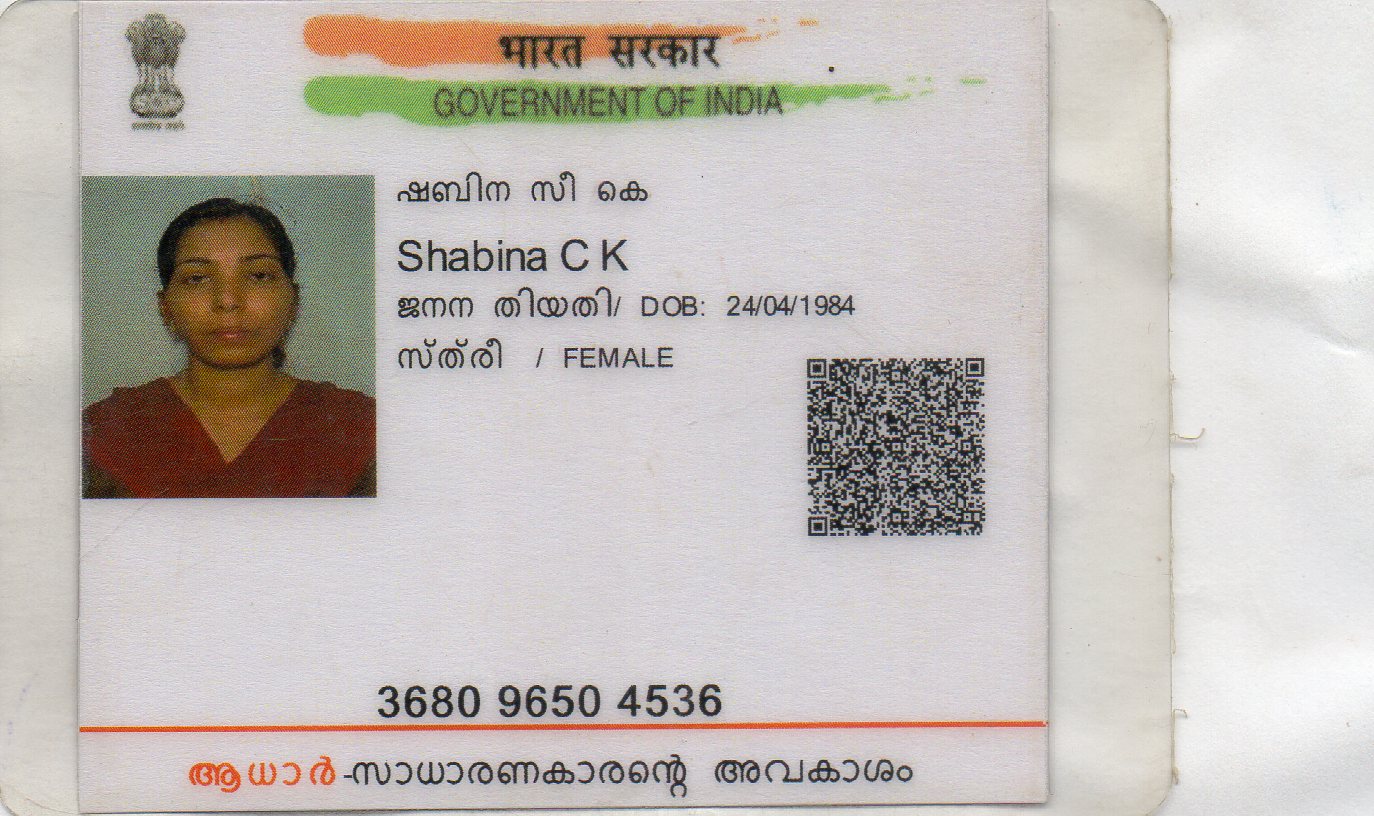 भारत सरकार
GOVERNMENT OF INDIA
ഷബിന സീ കെ
Shabina C K
ജനന തിയതി/ DOB: 24/04/1984
സ്ത്രീ / FEMALE
3680 9650 4536
ആധാർ-സാധാരണകാരന്റെ അവകാശം